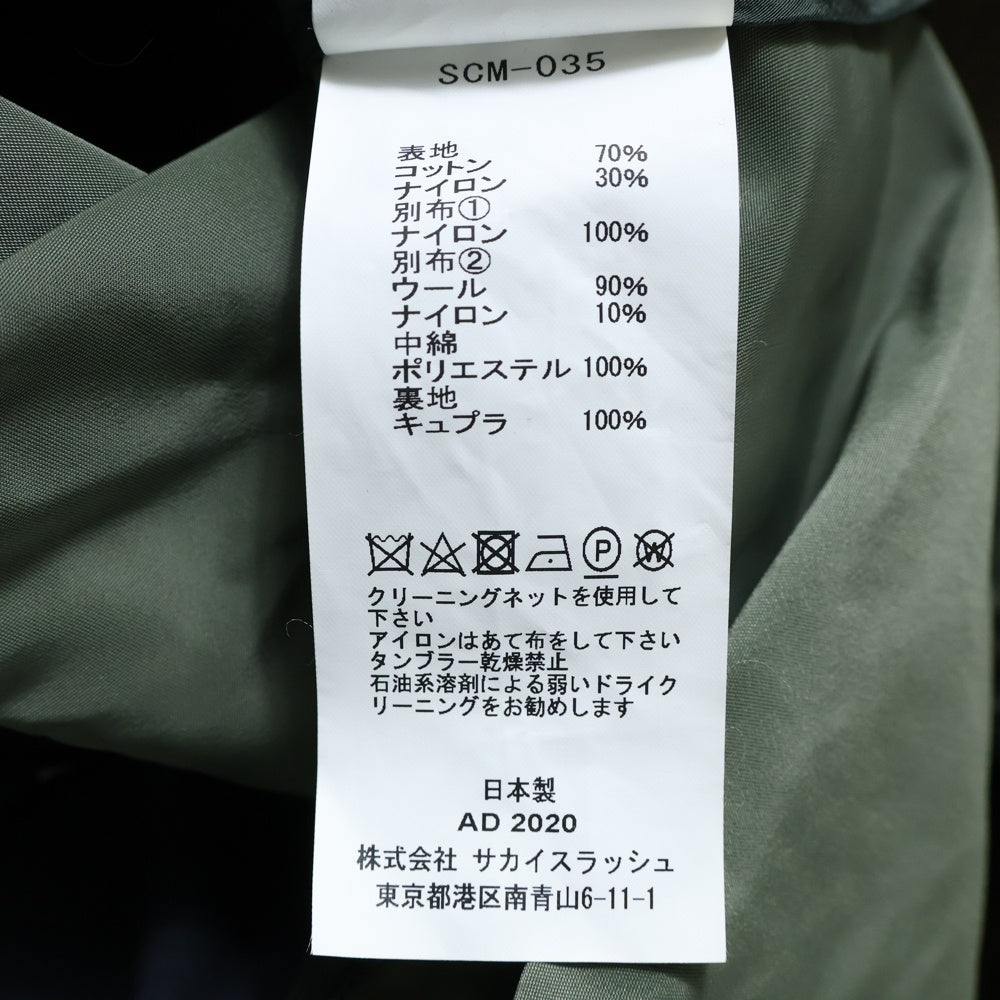 SCM-035
表地 70%
コットン
ナイロン 30%
別布①
ナイロン 100%
別布②
ウール 90%
ナイロン 10%
中綿
ポリエステル 100%
裏地
キュプラ 100%
P W
クリーニングネットを使用して
下さい
アイロンはあて布をして下さい
タンブラー乾燥禁止
石油系溶剤による弱いドライク
リーニングをお勧めします
日本製
AD 2020
株式会社 サカイスラッシュ
東京都港区南青山6-11-1